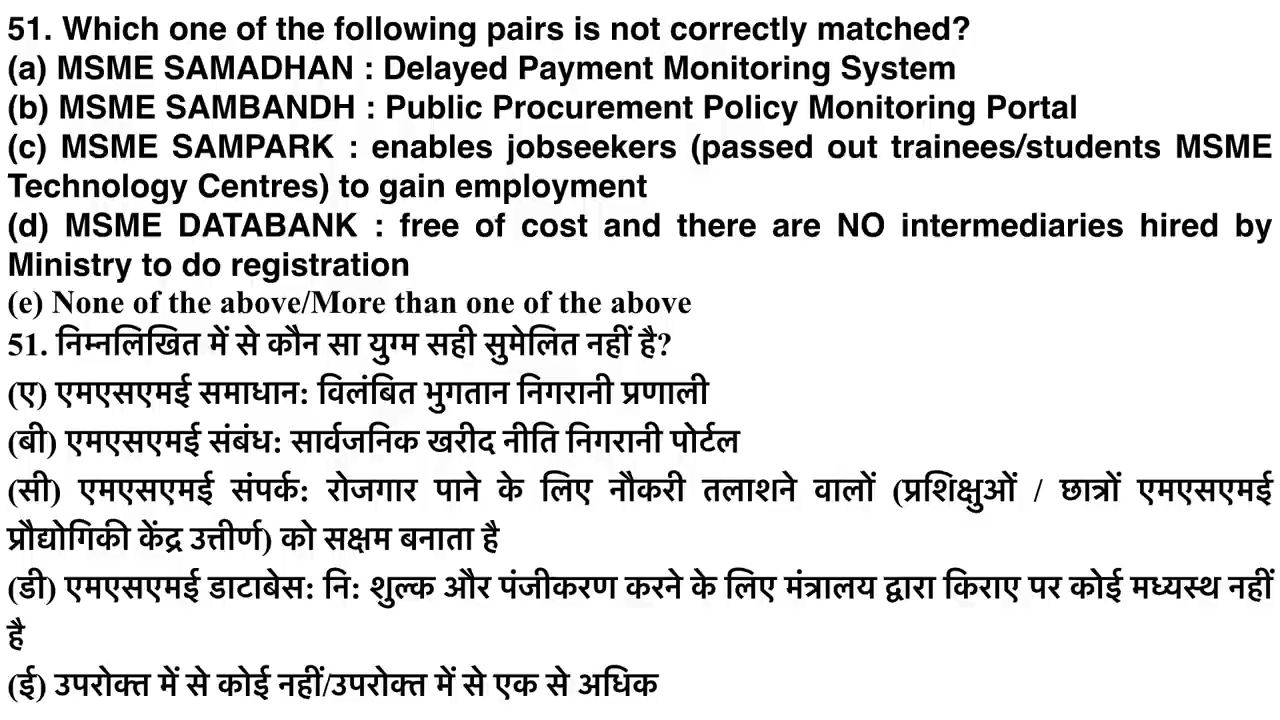 51. Which one of the following pairs is not correctly matched?
(a) MSME SAMADHAN : Delayed Payment Monitoring System
(b) MSME SAMBANDH : Public Procurement Policy Monitoring Portal
(c) MSME SAMPARK : enables jobseekers (passed out trainees/students MSME
Technology Centres) to gain employment
(d) MSME DATABANK : free of cost and there are NO intermediaries hired by
Ministry to do registration
(e) None of the above/More than one of the above
51. निम्नलिखित में से कौन सा युग्म सही सुमेलित नहीं है?
(ए) एमएसएमई समाधान: विलंबित भुगतान निगरानी प्रणाली
(बी) एमएसएमई संबंध: सार्वजनिक खरीद नीति निगरानी पोर्टल
(सी) एमएसएमई संपर्क: रोजगार पाने के लिए नौकरी तलाशने वालों (प्रशिक्षुओं / छात्रों एमएसएमई
प्रौद्योगिकी केंद्र उत्तीर्ण) को सक्षम बनाता है
(डी) एमएसएमई डाटाबेस: नि: शुल्क और पंजीकरण करने के लिए मंत्रालय द्वारा किराए पर कोई मध्यस्थ नहीं
है
(ई) उपरोक्त में से कोई नहीं/उपरोक्त में से एक से अधिक